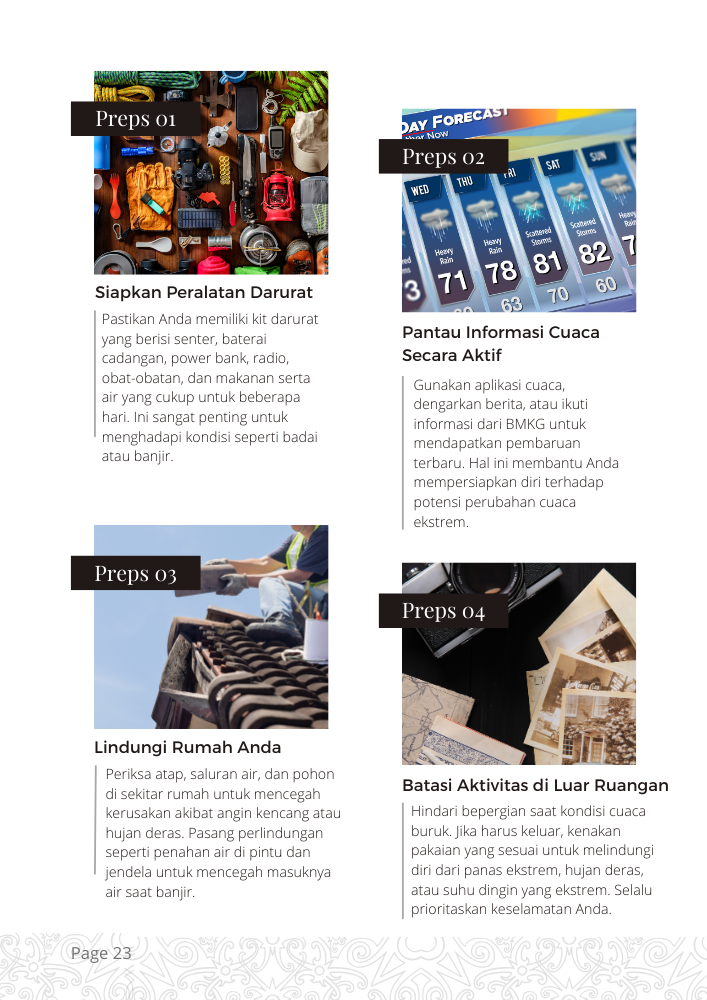 Preps 01
Siapkan Peralatan Darurat
Pastikan Anda memiliki kit darurat
yang berisi senter, baterai
cadangan, power bank, radio,
obat-obatan, dan makanan serta
air yang cukup untuk beberapa
hari. Ini sangat penting untuk
menghadapi kondisi seperti badai
atau banjir.
DAY FORECAST
Now
Preps 02
WED
THU
SAT
SUN
Heavy
Rain
Heavy
Rain
Scattered
Storms
Scattered
Storms
Heavy
Rain
3
71
78
81
82
7
63
70
60
Pantau Informasi Cuaca
Secara Aktif
Gunakan aplikasi cuaca,
dengarkan berita, atau ikuti
informasi dari BMKG untuk
mendapatkan pembaruan
terbaru. Hal ini membantu Anda
mempersiapkan diri terhadap
potensi perubahan cuaca
ekstrem.
Preps 03
Lindungi Rumah Anda
Periksa atap, saluran air, dan pohon
di sekitar rumah untuk mencegah
kerusakan akibat angin kencang atau
hujan deras. Pasang perlindungan
seperti penahan air di pintu dan
jendela untuk mencegah masuknya
air saat banjir.
Preps 04
Batasi Aktivitas di Luar Ruangan
Hindari bepergian saat kondisi cuaca
buruk. Jika harus keluar, kenakan
pakaian yang sesuai untuk melindungi
diri dari panas ekstrem, hujan deras,
atau suhu dingin yang ekstrem. Selalu
prioritaskan keselamatan Anda.
Page 23